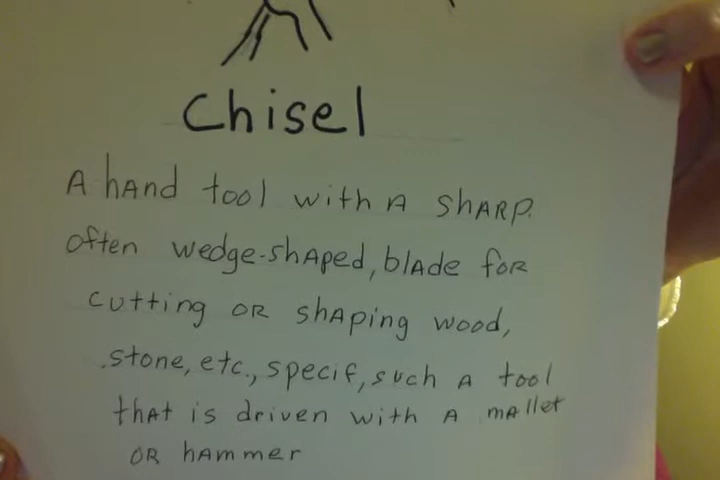 Chisel
A hAnd tool with A shARP.
often wedge-shAped, blAde foR
cutting oR shAping wood,
stone, etc., specif, such A tool
thAt is driven with A mAllet
oR hAmmer